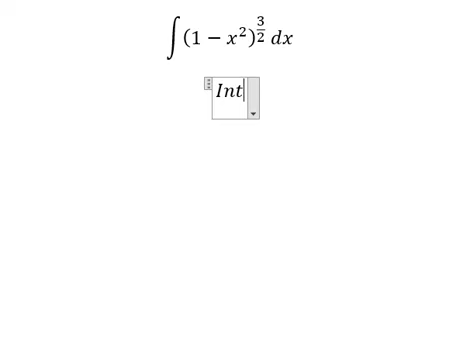 ∫(1 − x²)^(3/2) dx
Int